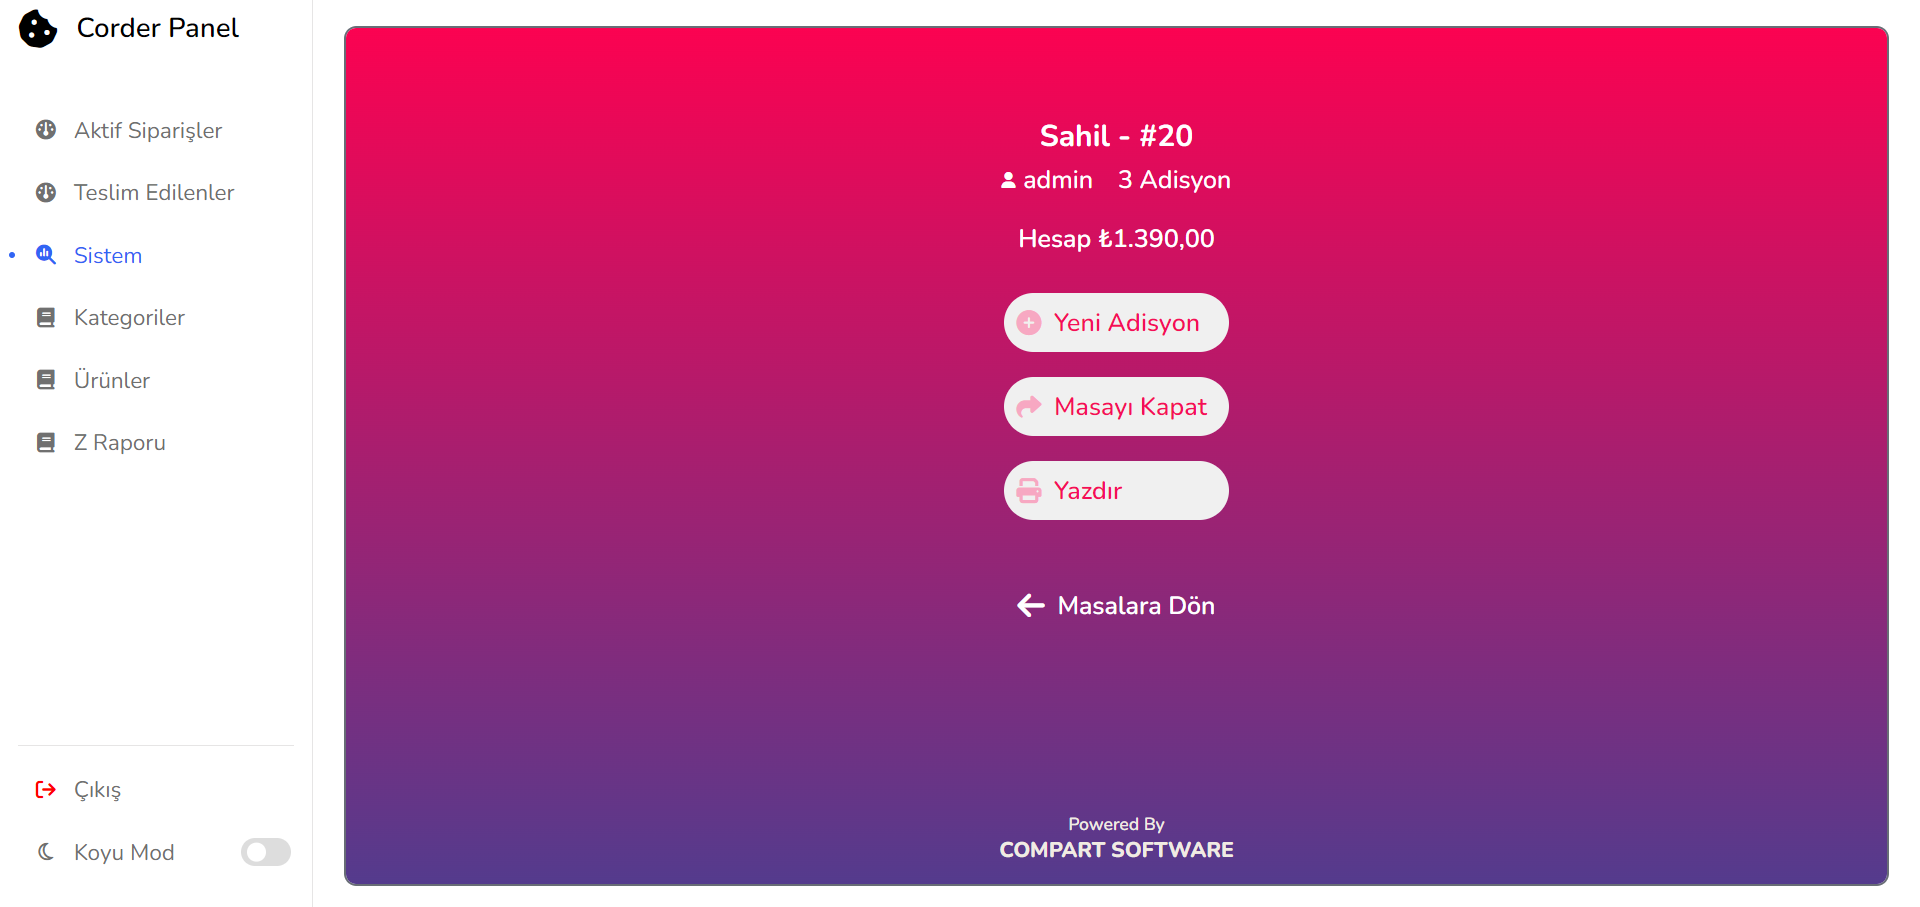 Corder Panel
Aktif Siparişler
Teslim Edilenler
Sistem
Kategoriler
Ürünler
Z Raporu
Çıkış
Koyu Mod
Sahil - #20
admin 3 Adisyon
Hesap ₺1.390,00
Yeni Adisyon
Masayı Kapat
Yazdır
Masalara Dön
Powered By
COMPART SOFTWARE